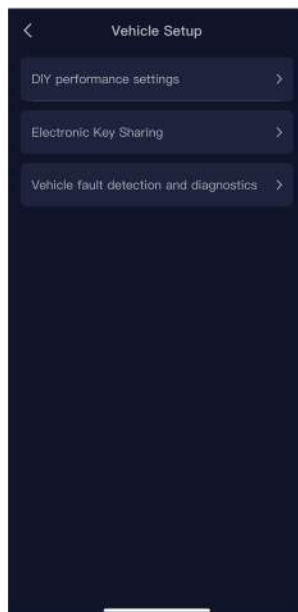 Vehicle Setup
DIY performance settings
Electronic Key Sharing
Vehicle fault detection and diagnostics